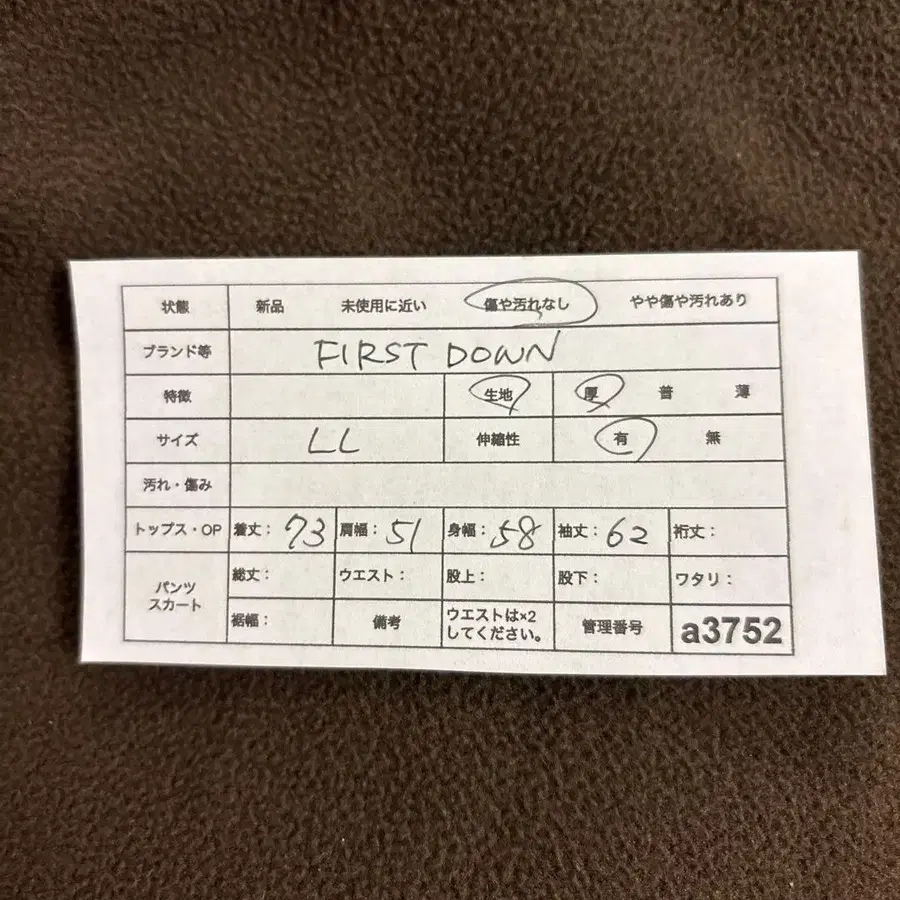 状態 新品 未使用に近い 傷や汚れなし やや傷や汚れあり
ブランド等 FIRST DOWN
特徴 生地 厚 普 薄
サイズ LL 伸縮性 有 無
汚れ・傷み
トップス・OP 着丈: 73 肩幅: 51 身幅: 58 袖丈: 62 裄丈:
パンツ
スカート
総丈: ウエスト: 股上: 股下: ワタリ:
裾幅: 備考 ウエストは×2
してください。 管理番号 a3752